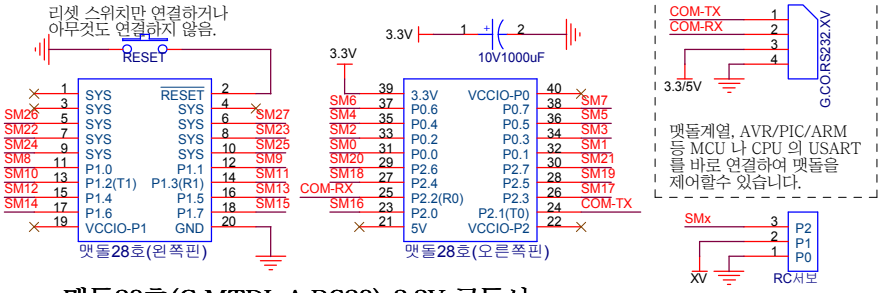 리셋 스위치만 연결하거나
아무것도 연결하지 않음.
RESET
1 SYS RESET 2
3 SYS SYS 4
SM26 5 SYS SYS 6 SM27
SM22 7 SYS SYS 8 SM23
SM24 9 SYS SYS 10 SM25
SM8 11 P1.0 P1.1 12 SM9
SM10 13 P1.2(T1) P1.3(R1) 14 SM11
SM12 15 P1.4 P1.5 16 SM13
SM14 17 P1.6 P1.7 18 SM15
19 VCCIO-P1 GND 20
맷돌28호(왼쪽핀)
3.3V 1 + 2
10V1000uF
3.3V
39 3.3V VCCIO-P0 40
SM6 37 P0.6 P0.7 38 SM7
SM4 35 P0.4 P0.5 36 SM5
SM2 33 P0.2 P0.3 34 SM3
SM0 31 P0.0 P0.1 32 SM1
SM20 29 P2.6 P2.7 30 SM21
SM18 27 P2.4 P2.5 28 SM19
COM-RX 25 P2.2(R0) P2.3 26 SM17
SM16 23 P2.0 P2.1(T0) 24 COM-TX
21 5V VCCIO-P2 22
맷돌28호(오른쪽핀)
COM-TX 1
COM-RX 2
3
4
G.CO.RS232.XV
3.3/5V
맷돌계열, AVR/PIC/ARM
등 MCU 나 CPU 의 USART
를 바로 연결하여 맷돌을
제어할수 있습니다.
SMx 3 P2
2 P1
1 P0
XV RC서보